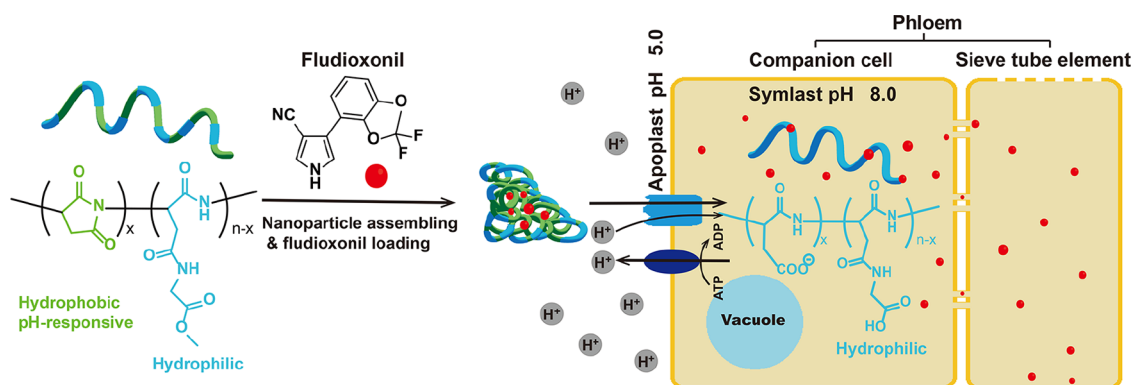 Fludioxonil
NC
N
H
O
O
F
F
O
N
O
x
O
N
H
O
NH
O
O
n-x
Hydrophobic
pH-responsive
Hydrophilic
Nanoparticle assembling
& fludioxonil loading
H+
H+
H+
H+
H+
H+
H+
H+
Apoplast pH 5.0
Phloem
Companion cell
Sieve tube element
Symlast pH 8.0
ADP
ATP
O
N
H
x
COO⊖
O
N
H
n-x
O
NH
O
HO
Hydrophilic
Vacuole